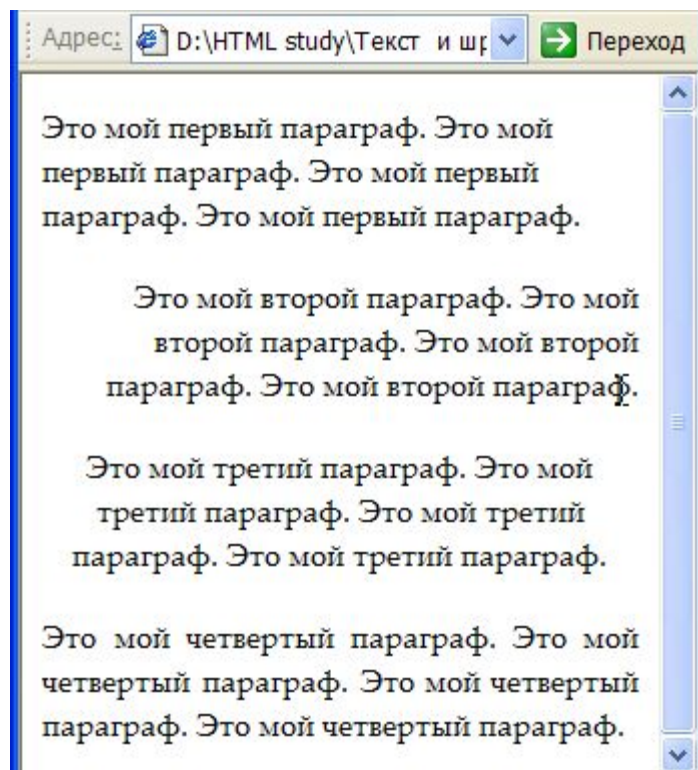 Адрес: D:\HTML study\Текст и шр Переход
Это мой первый параграф. Это мой
первый параграф. Это мой первый
параграф. Это мой первый параграф.
Это мой второй параграф. Это мой
второй параграф. Это мой второй
параграф. Это мой второй параграф.
Это мой третий параграф. Это мой
третий параграф. Это мой третий
параграф. Это мой третий параграф.
Это мой четвертый параграф. Это мой
четвертый параграф. Это мой четвертый
параграф. Это мой четвертый параграф.